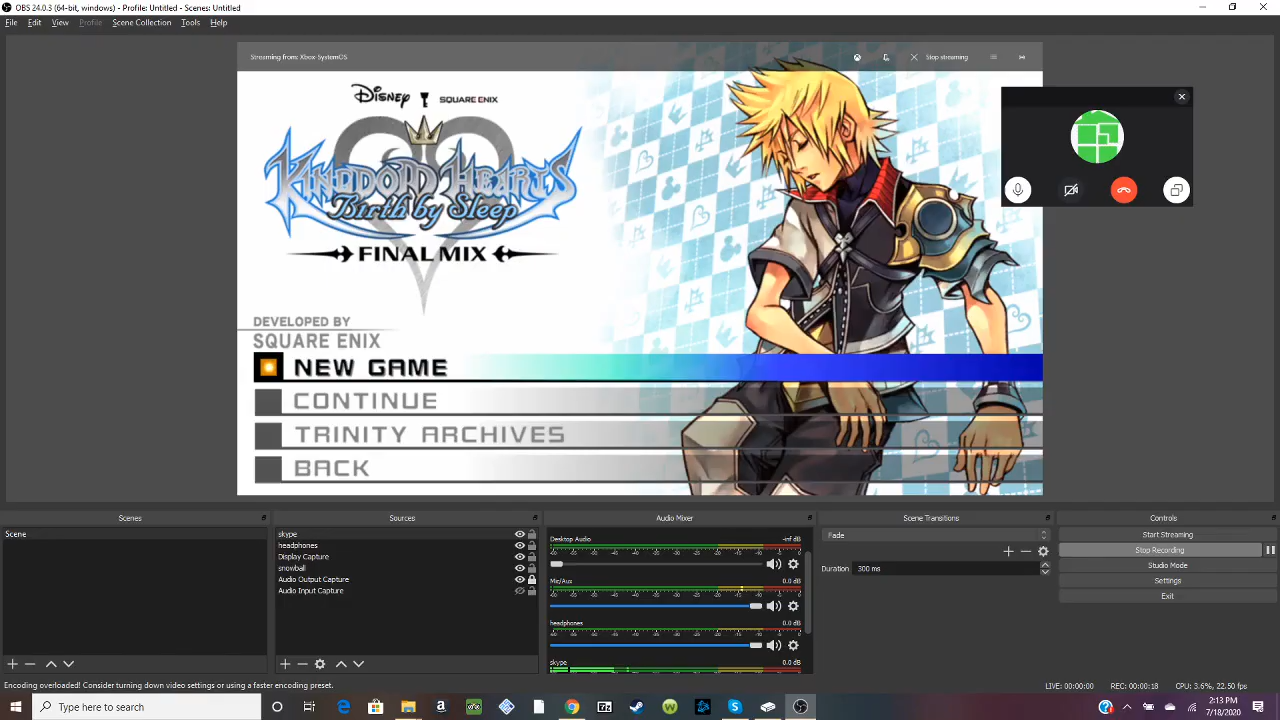 OBS 24.0.3 (64-bit, windows) - Profile: Untitled - Scenes: Untitled
File Edit View Profile Scene Collection Tools Help
Streaming from: Xbox-SystemOS
Stop streaming
Disney SQUARE ENIX
KINGDOM HEARTS
Birth by Sleep
FINAL MIX
DEVELOPED BY
SQUARE ENIX
NEW GAME
CONTINUE
TRINITY ARCHIVES
BACK
Scenes
Scene
Sources
skype
headphones
Display Capture
snowball
Audio Output Capture
Audio Input Capture
Audio Mixer
Desktop Audio -inf dB
Mic/Aux 0.0 dB
headphones 0.0 dB
skype 0.0 dB
Scene Transitions
Fade
Duration 300 ms
Controls
Start Streaming
Stop Recording
Studio Mode
Settings
Exit
Encoding overloaded! Consider turning down video settings or using a faster encoding preset.
LIVE: 00:00:00 REC: 00:00:18 CPU: 3.6%, 22.50 fps
Type here to search
2:13 PM
7/18/2020